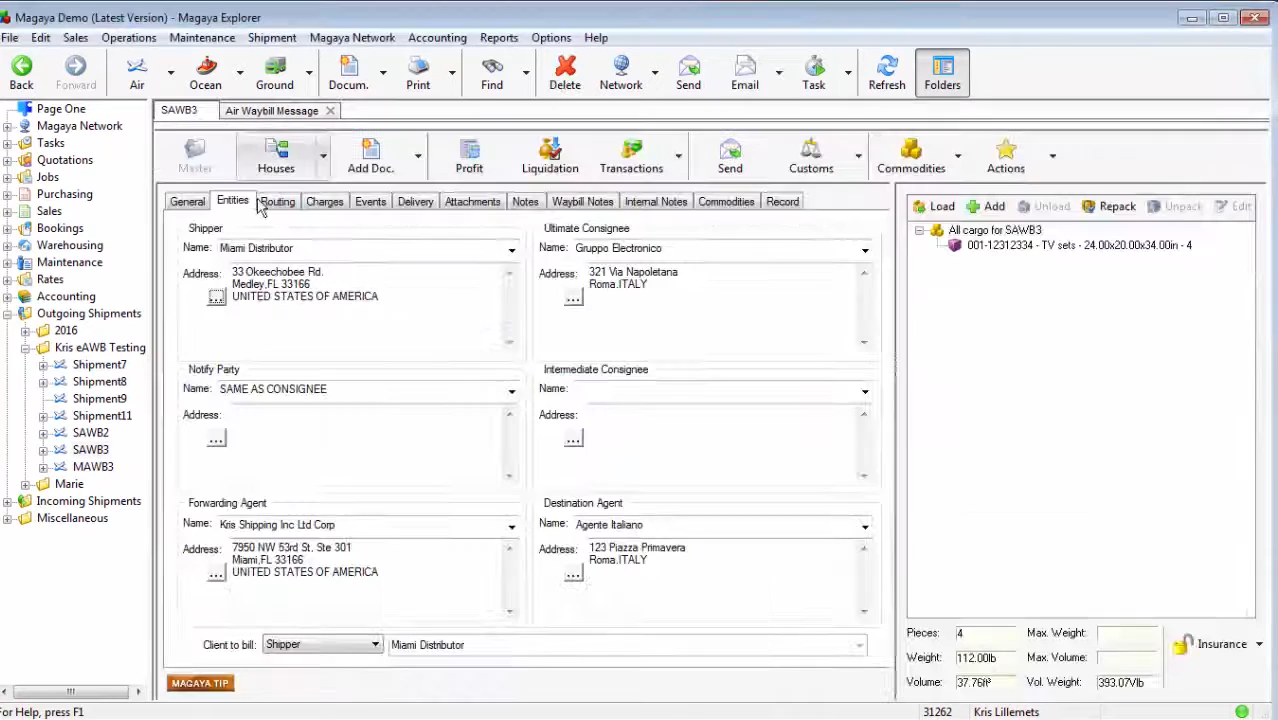 Magaya Demo (Latest Version) - Magaya Explorer
File Edit Sales Operations Maintenance Shipment Magaya Network Accounting Reports Options Help
Back Forward Air Ocean Ground Docum. Print Find Delete Network Send Email Task Refresh Folders
Page One
Magaya Network
Tasks
Quotations
Jobs
Purchasing
Sales
Bookings
Warehousing
Maintenance
Rates
Accounting
Outgoing Shipments
2016
Kris eAWB Testing
Shipment7
Shipment8
Shipment9
Shipment11
SAWB2
SAWB3
MAWB3
Marie
Incoming Shipments
Miscellaneous
SAWB3 Air Waybill Message
Master Houses Add Doc. Profit Liquidation Transactions Send Customs Commodities Actions
General Entities Routing Charges Events Delivery Attachments Notes Waybill Notes Internal Notes Commodities Record
Shipper
Name: Miami Distributor
Address: 33 Okeechobee Rd.
Medley,FL 33166
... UNITED STATES OF AMERICA
Ultimate Consignee
Name: Gruppo Electronico
Address: 321 Via Napoletana
Roma.ITALY
...
Notify Party
Name: SAME AS CONSIGNEE
Address:
...
Intermediate Consignee
Name:
Address:
...
Forwarding Agent
Name: Kris Shipping Inc Ltd Corp
Address: 7950 NW 53rd St. Ste 301
Miami,FL 33166
... UNITED STATES OF AMERICA
Destination Agent
Name: Agente Italiano
Address: 123 Piazza Primavera
Roma.ITALY
...
Client to bill: Shipper Miami Distributor
MAGAYA TIP
Load Add Unload Repack Unpack Edit
All cargo for SAWB3
001-12312334 - TV sets - 24.00x20.00x34.00in - 4
Pieces: 4 Max. Weight:
Weight: 112.00lb Max. Volume:
Volume: 37.76ft³ Vol. Weight: 393.07Vlb
Insurance
For Help, press F1 31262 Kris Lillemets